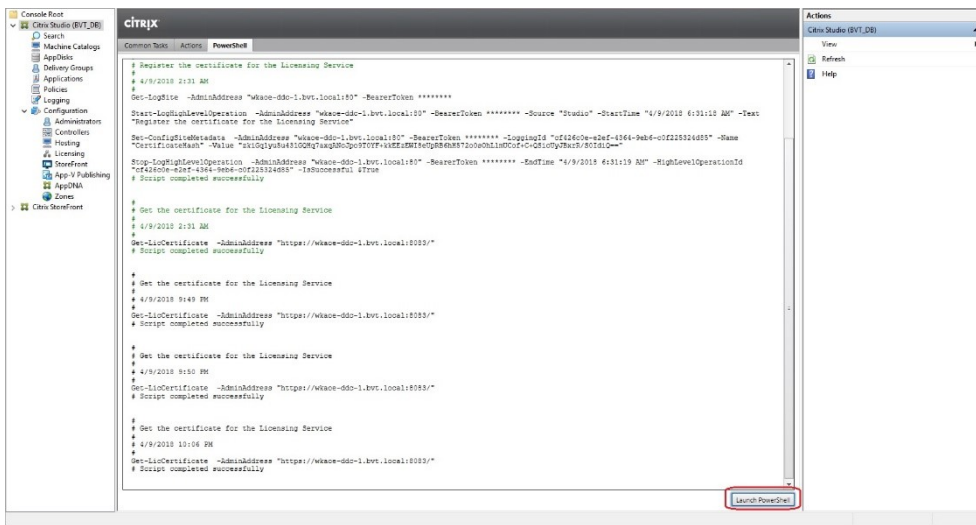 Console Root
Citrix Studio (BVT_DB)
Search
Machine Catalogs
AppDisks
Delivery Groups
Applications
Policies
Logging
Configuration
Administrators
Controllers
Hosting
Licensing
StoreFront
App-V Publishing
AppDNA
Zones
Citrix StoreFront
CİTRIX
Common Tasks Actions PowerShell
# Register the certificate for the Licensing Service
#
# 4/9/2018 2:31 AM
#
Get-LogSite -AdminAddress "wkace-ddc-1.bvt.local:80" -BearerToken ********
Start-LogHighLevelOperation -AdminAddress "wkace-ddc-1.bvt.local:80" -BearerToken ******** -Source "Studio" -StartTime "4/9/2018 6:31:18 AM" -Text
"Register the certificate for the Licensing Service"
Set-ConfigSiteMetadata -AdminAddress "wkace-ddc-1.bvt.local:80" -BearerToken ******** -LoggingId "cf426c0e-e2ef-4364-9eb6-c0f225324d85" -Name
"CertificateHash" -Value
Stop-LogHighLevelOperation -AdminAddress "wkace-ddc-1.bvt.local:80" -BearerToken ******** -EndTime "4/9/2018 6:31:19 AM" -HighLevelOperationId
"cf426c0e-e2ef-4364-9eb6-c0f225324d85" -IsSuccessful $True
# Script completed successfully
#
# Get the certificate for the Licensing Service
#
# 4/9/2018 2:31 AM
#
Get-LicCertificate -AdminAddress "https://wkace-ddc-1.bvt.local:8083/"
# Script completed successfully
#
# Get the certificate for the Licensing Service
#
# 4/9/2018 9:49 PM
#
Get-LicCertificate -AdminAddress "https://wkace-ddc-1.bvt.local:8083/"
# Script completed successfully
#
# Get the certificate for the Licensing Service
#
# 4/9/2018 9:50 PM
#
Get-LicCertificate -AdminAddress "https://wkace-ddc-1.bvt.local:8083/"
# Script completed successfully
#
# Get the certificate for the Licensing Service
#
# 4/9/2018 10:06 PM
#
Get-LicCertificate -AdminAddress "https://wkace-ddc-1.bvt.local:8083/"
# Script completed successfully
Launch PowerShell
Actions
Citrix Studio (BVT_DB)
View
Refresh
Help